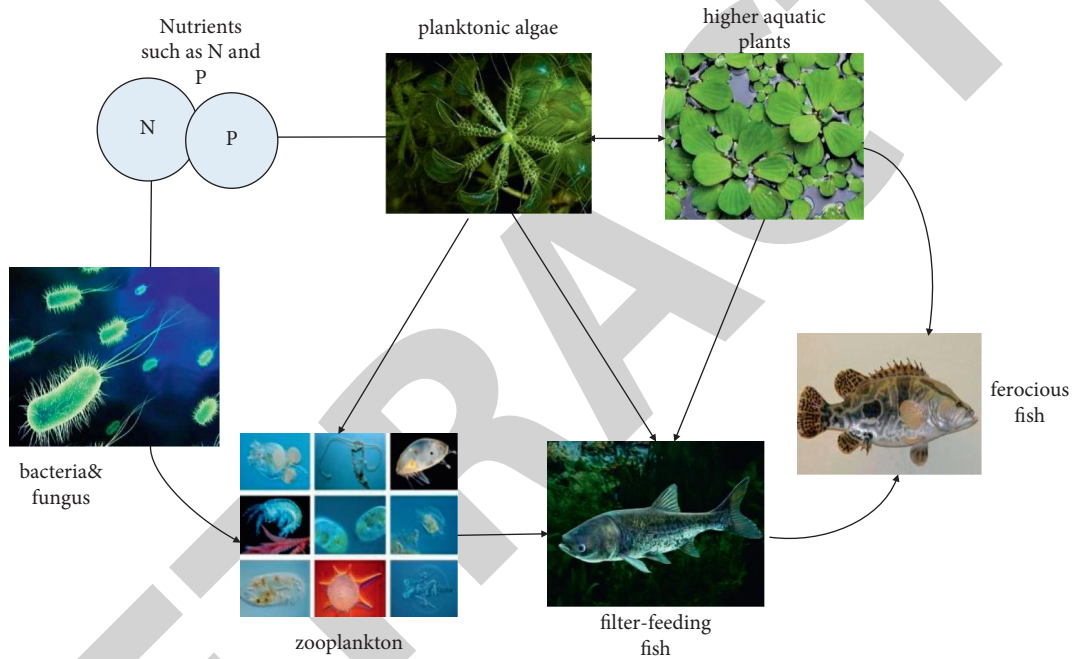 Nutrients
such as N and
P
planktonic algae
higher aquatic
plants
N
P
ferocious
fish
bacteria&
fungus
zooplankton
filter-feeding
fish